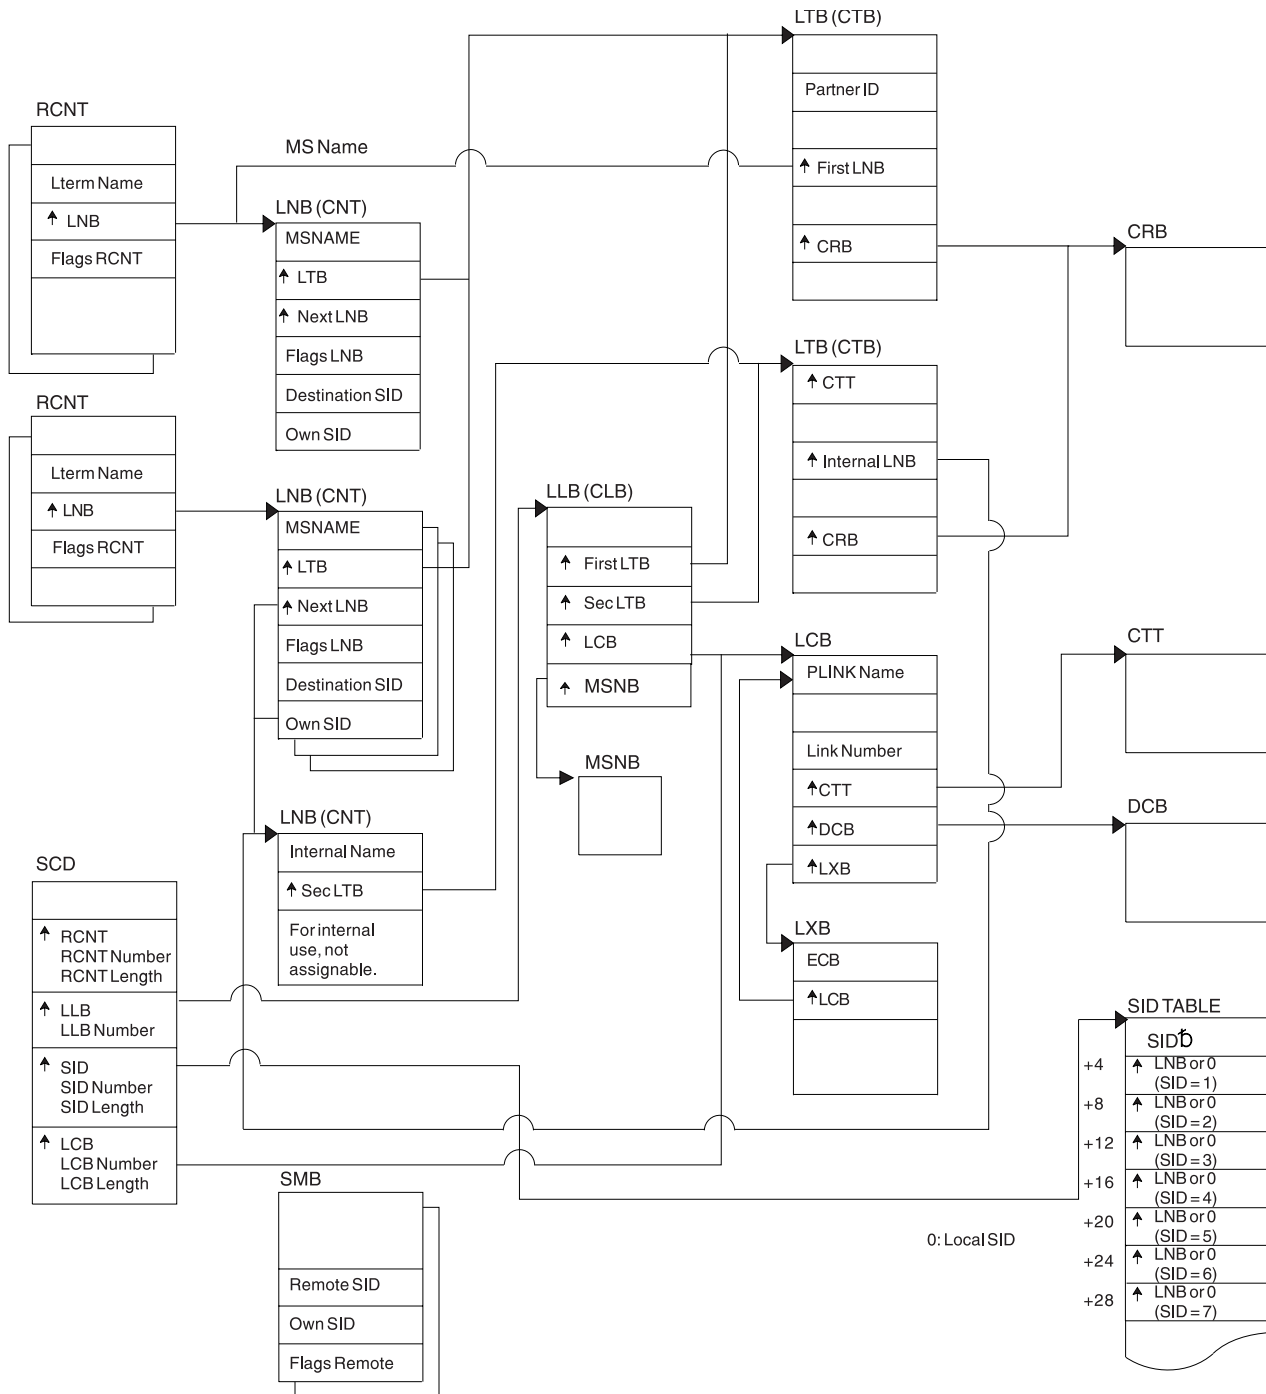 RCNT
Lterm Name
LNB
Flags RCNT
RCNT
Lterm Name
LNB
Flags RCNT
SCD
RCNT
RCNT Number
RCNT Length
LLB
LLB Number
SID
SID Number
SID Length
LCB
LCB Number
LCB Length
MS Name
LNB (CNT)
MSNAME
LTB
Next LNB
Flags LNB
Destination SID
Own SID
LNB (CNT)
MSNAME
LTB
Next LNB
Flags LNB
Destination SID
Own SID
LNB (CNT)
Internal Name
Sec LTB
For internal
use, not
assignable.
SMB
Remote SID
Own SID
Flags Remote
LLB (CLB)
First LTB
Sec LTB
LCB
MSNB
MSNB
LTB (CTB)
Partner ID
First LNB
CRB
LTB (CTB)
CTT
Internal LNB
CRB
LCB
PLINK Name
Link Number
CTT
DCB
LXB
LXB
ECB
LCB
0: Local SID
CRB
CTT
DCB
SID TABLE
+4
LNB or 0
(SID = 1)
+8
LNB or 0
(SID = 2)
+12
LNB or 0
(SID = 3)
+16
LNB or 0
(SID = 4)
+20
LNB or 0
(SID = 5)
+24
LNB or 0
(SID = 6)
+28
LNB or 0
(SID = 7)